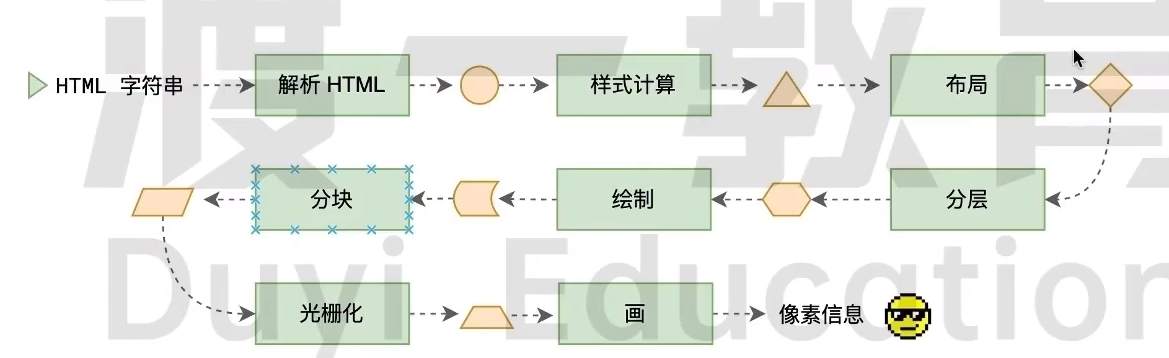 HTML 字符串
解析 HTML
样式计算
布局
分层
绘制
分块
光栅化
画
像素信息
渡一教育
Duyi Education